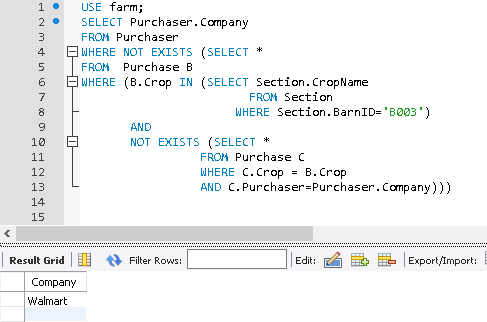 1 USE farm;
2 SELECT Purchaser.Company
3 FROM Purchaser
4 WHERE NOT EXISTS (SELECT *
5 FROM  Purchase B
6 WHERE (B.Crop IN (SELECT Section.CropName
7 FROM Section
8 WHERE Section.BarnID='B003')
9 AND
10 NOT EXISTS (SELECT *
11 FROM Purchase C
12 WHERE C.Crop = B.Crop
13 AND C.Purchaser=Purchaser.Company)))
14
15
Result Grid Filter Rows: Edit: Export/Import:
Company
Walmart